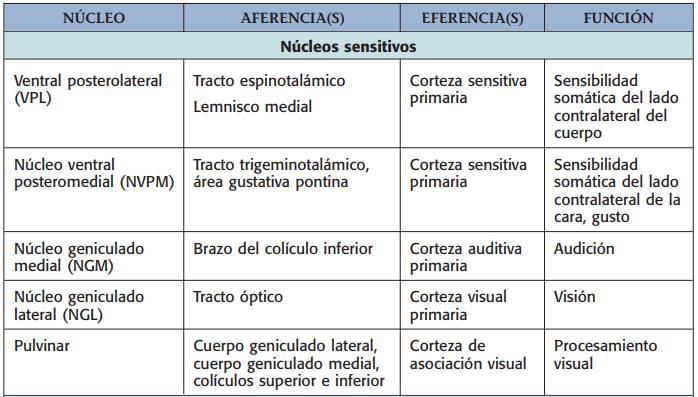 NÚCLEO AFERENCIA(S) EFERENCIA(S) FUNCIÓN
Núcleos sensitivos
Ventral posterolateral
(VPL)
Tracto espinotalámico
Lemnisco medial
Corteza sensitiva
primaria
Sensibilidad
somática del lado
contralateral del
cuerpo
Núcleo ventral
posteromedial (NVPM)
Tracto trigeminotalámico,
área gustativa pontina
Corteza sensitiva
primaria
Sensibilidad
somática del lado
contralateral de la
cara, gusto
Núcleo geniculado
medial (NGM)
Brazo del colículo inferior
Corteza auditiva
primaria
Audición
Núcleo geniculado
lateral (NGL)
Tracto óptico
Corteza visual
primaria
Visión
Pulvinar
Cuerpo geniculado lateral,
cuerpo geniculado medial,
colículos superior e inferior
Corteza de
asociación visual
Procesamiento
visual